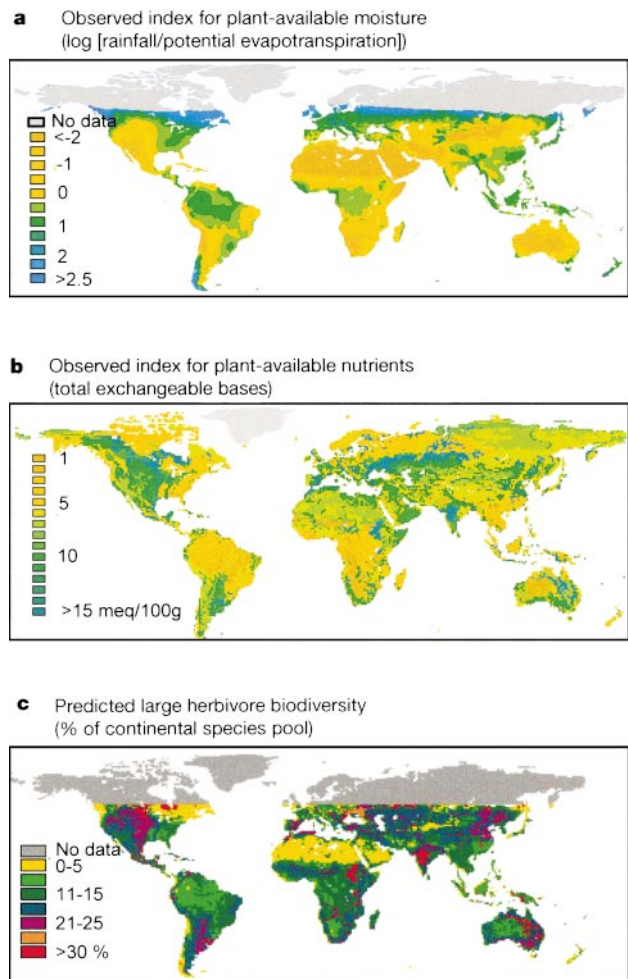 a Observed index for plant-available moisture
(log [rainfall/potential evapotranspiration])
No data
<-2
-1
0
1
2
>2.5
b Observed index for plant-available nutrients
(total exchangeable bases)
1
5
10
>15 meq/100g
c Predicted large herbivore biodiversity
(% of continental species pool)
No data
0-5
11-15
21-25
>30 %